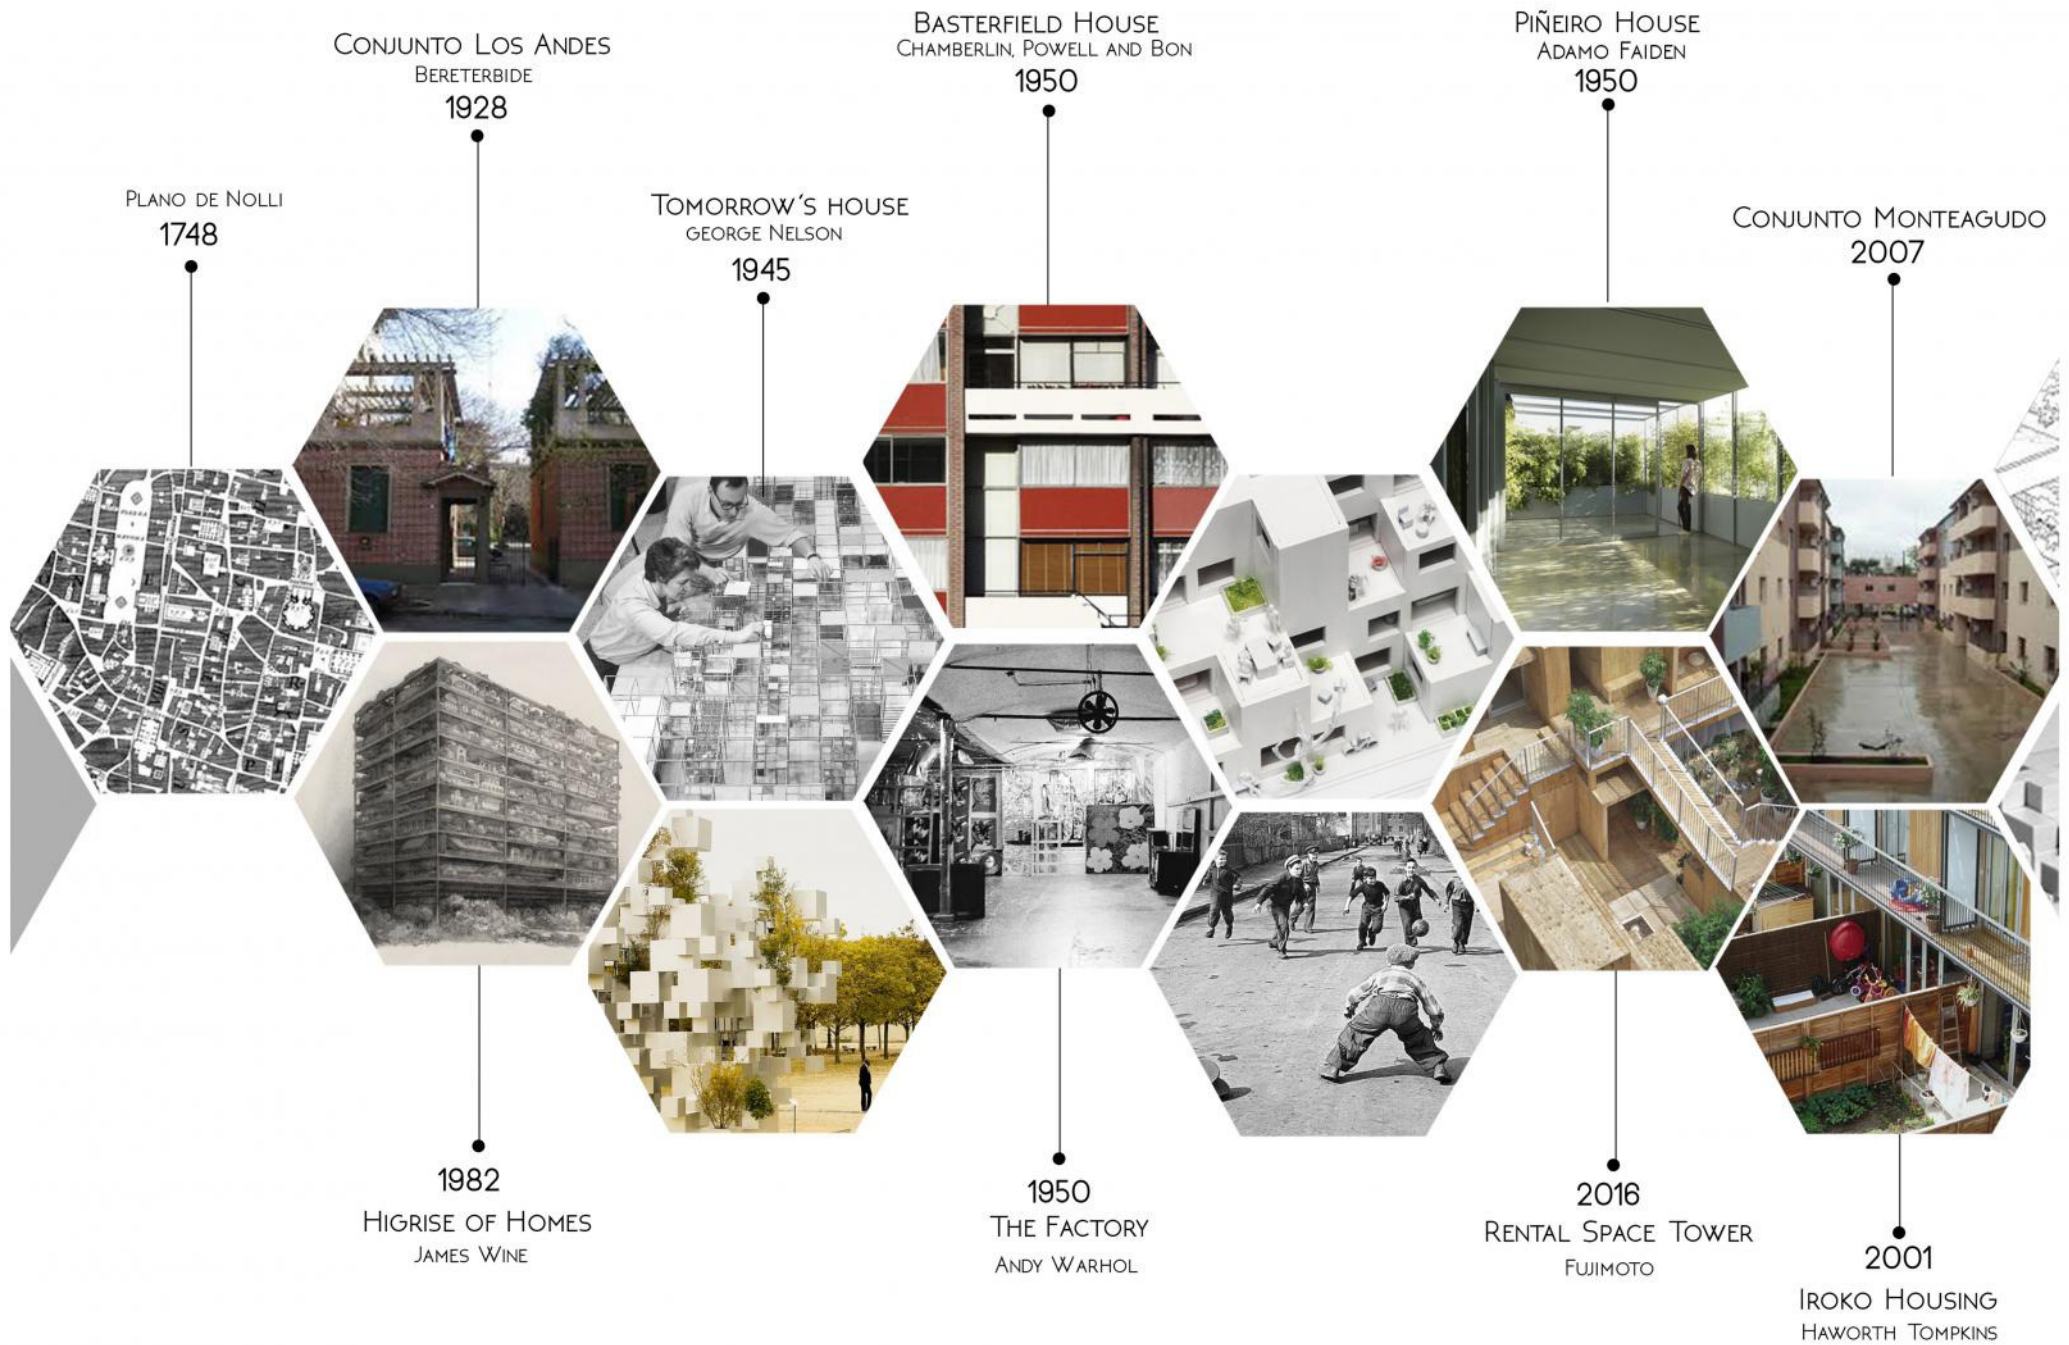 PLANO DE NOLLI
1748
CONJUNTO LOS ANDES
BERETERBIDE
1928
TOMORROW'S HOUSE
GEORGE NELSON
1945
BASTERFIELD HOUSE
CHAMBERLIN, POWELL AND BON
1950
PIÑEIRO HOUSE
ADAMO FAIDEN
1950
CONJUNTO MONTEAGUDO
2007
1982
HIGRISE OF HOMES
JAMES WINE
1950
THE FACTORY
ANDY WARHOL
2016
RENTAL SPACE TOWER
FUJIMOTO
2001
IROKO HOUSING
HAWORTH TOMPKINS